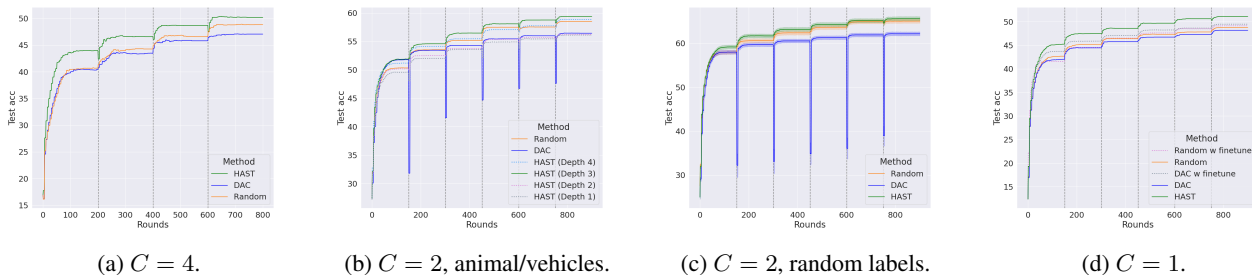 50
45
40
35
30
25
20
15
Test acc
0
100
200
300
400
500
600
700
800
Rounds
Method
HAST
DAC
Random
(a) C = 4.
60
55
50
45
40
35
30
Test acc
0
200
400
600
800
Rounds
Method
Random
DAC
HAST (Depth 4)
HAST (Depth 3)
HAST (Depth 2)
HAST (Depth 1)
(b) C = 2, animal/vehicles.
60
50
40
30
Test acc
0
200
400
600
800
Rounds
Method
Random
DAC
HAST
(c) C = 2, random labels.
50
45
40
35
30
25
20
15
10
Test acc
0
200
400
600
800
Rounds
Method
Random w finetune
Random
DAC w finetune
DAC
HAST
(d) C = 1.